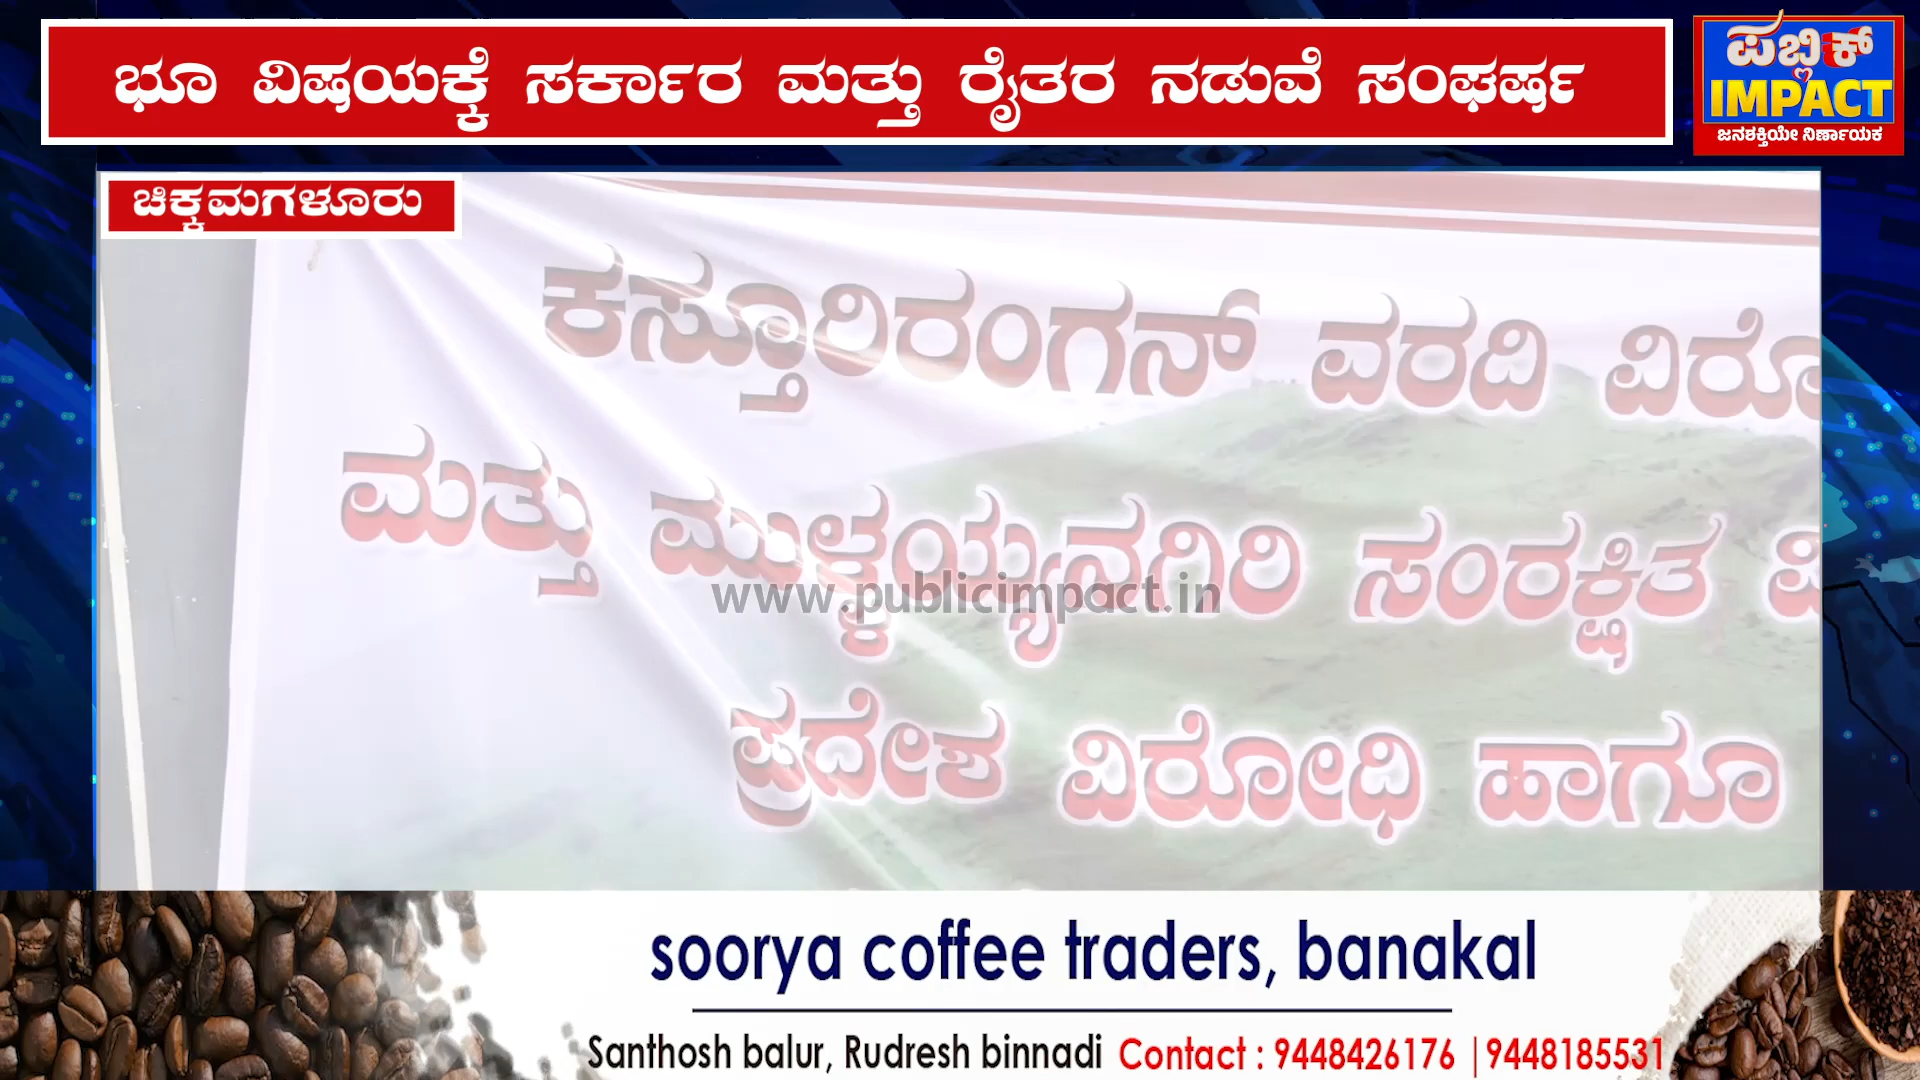 ಭೂ ವಿಷಯಕ್ಕೆ ಸರ್ಕಾರ ಮತ್ತು ರೈತರ ನಡುವೆ ಸಂಘರ್ಷ
ಪಬ್ಲಿಕ್
IMPACT
ಜನಶಕ್ತಿಯೇ ನಿರ್ಣಾಯಕ
ಚಿಕ್ಕಮಗಳೂರು
ಕಸ್ತೂರಿರಂಗನ್ ವರದಿ
ಮತ್ತು ಮುಳ್ಳಯ್ಯನಗಿರಿ ಸಂರಕ್ಷಿತ
www.publicimpact.in
ಪ್ರದೇಶ ವಿರೋಧಿ ಹಾಗೂ
soorya coffee traders, banakal
Santhosh balur, Rudresh binnadi Contact : 9448426176 | 9448185531